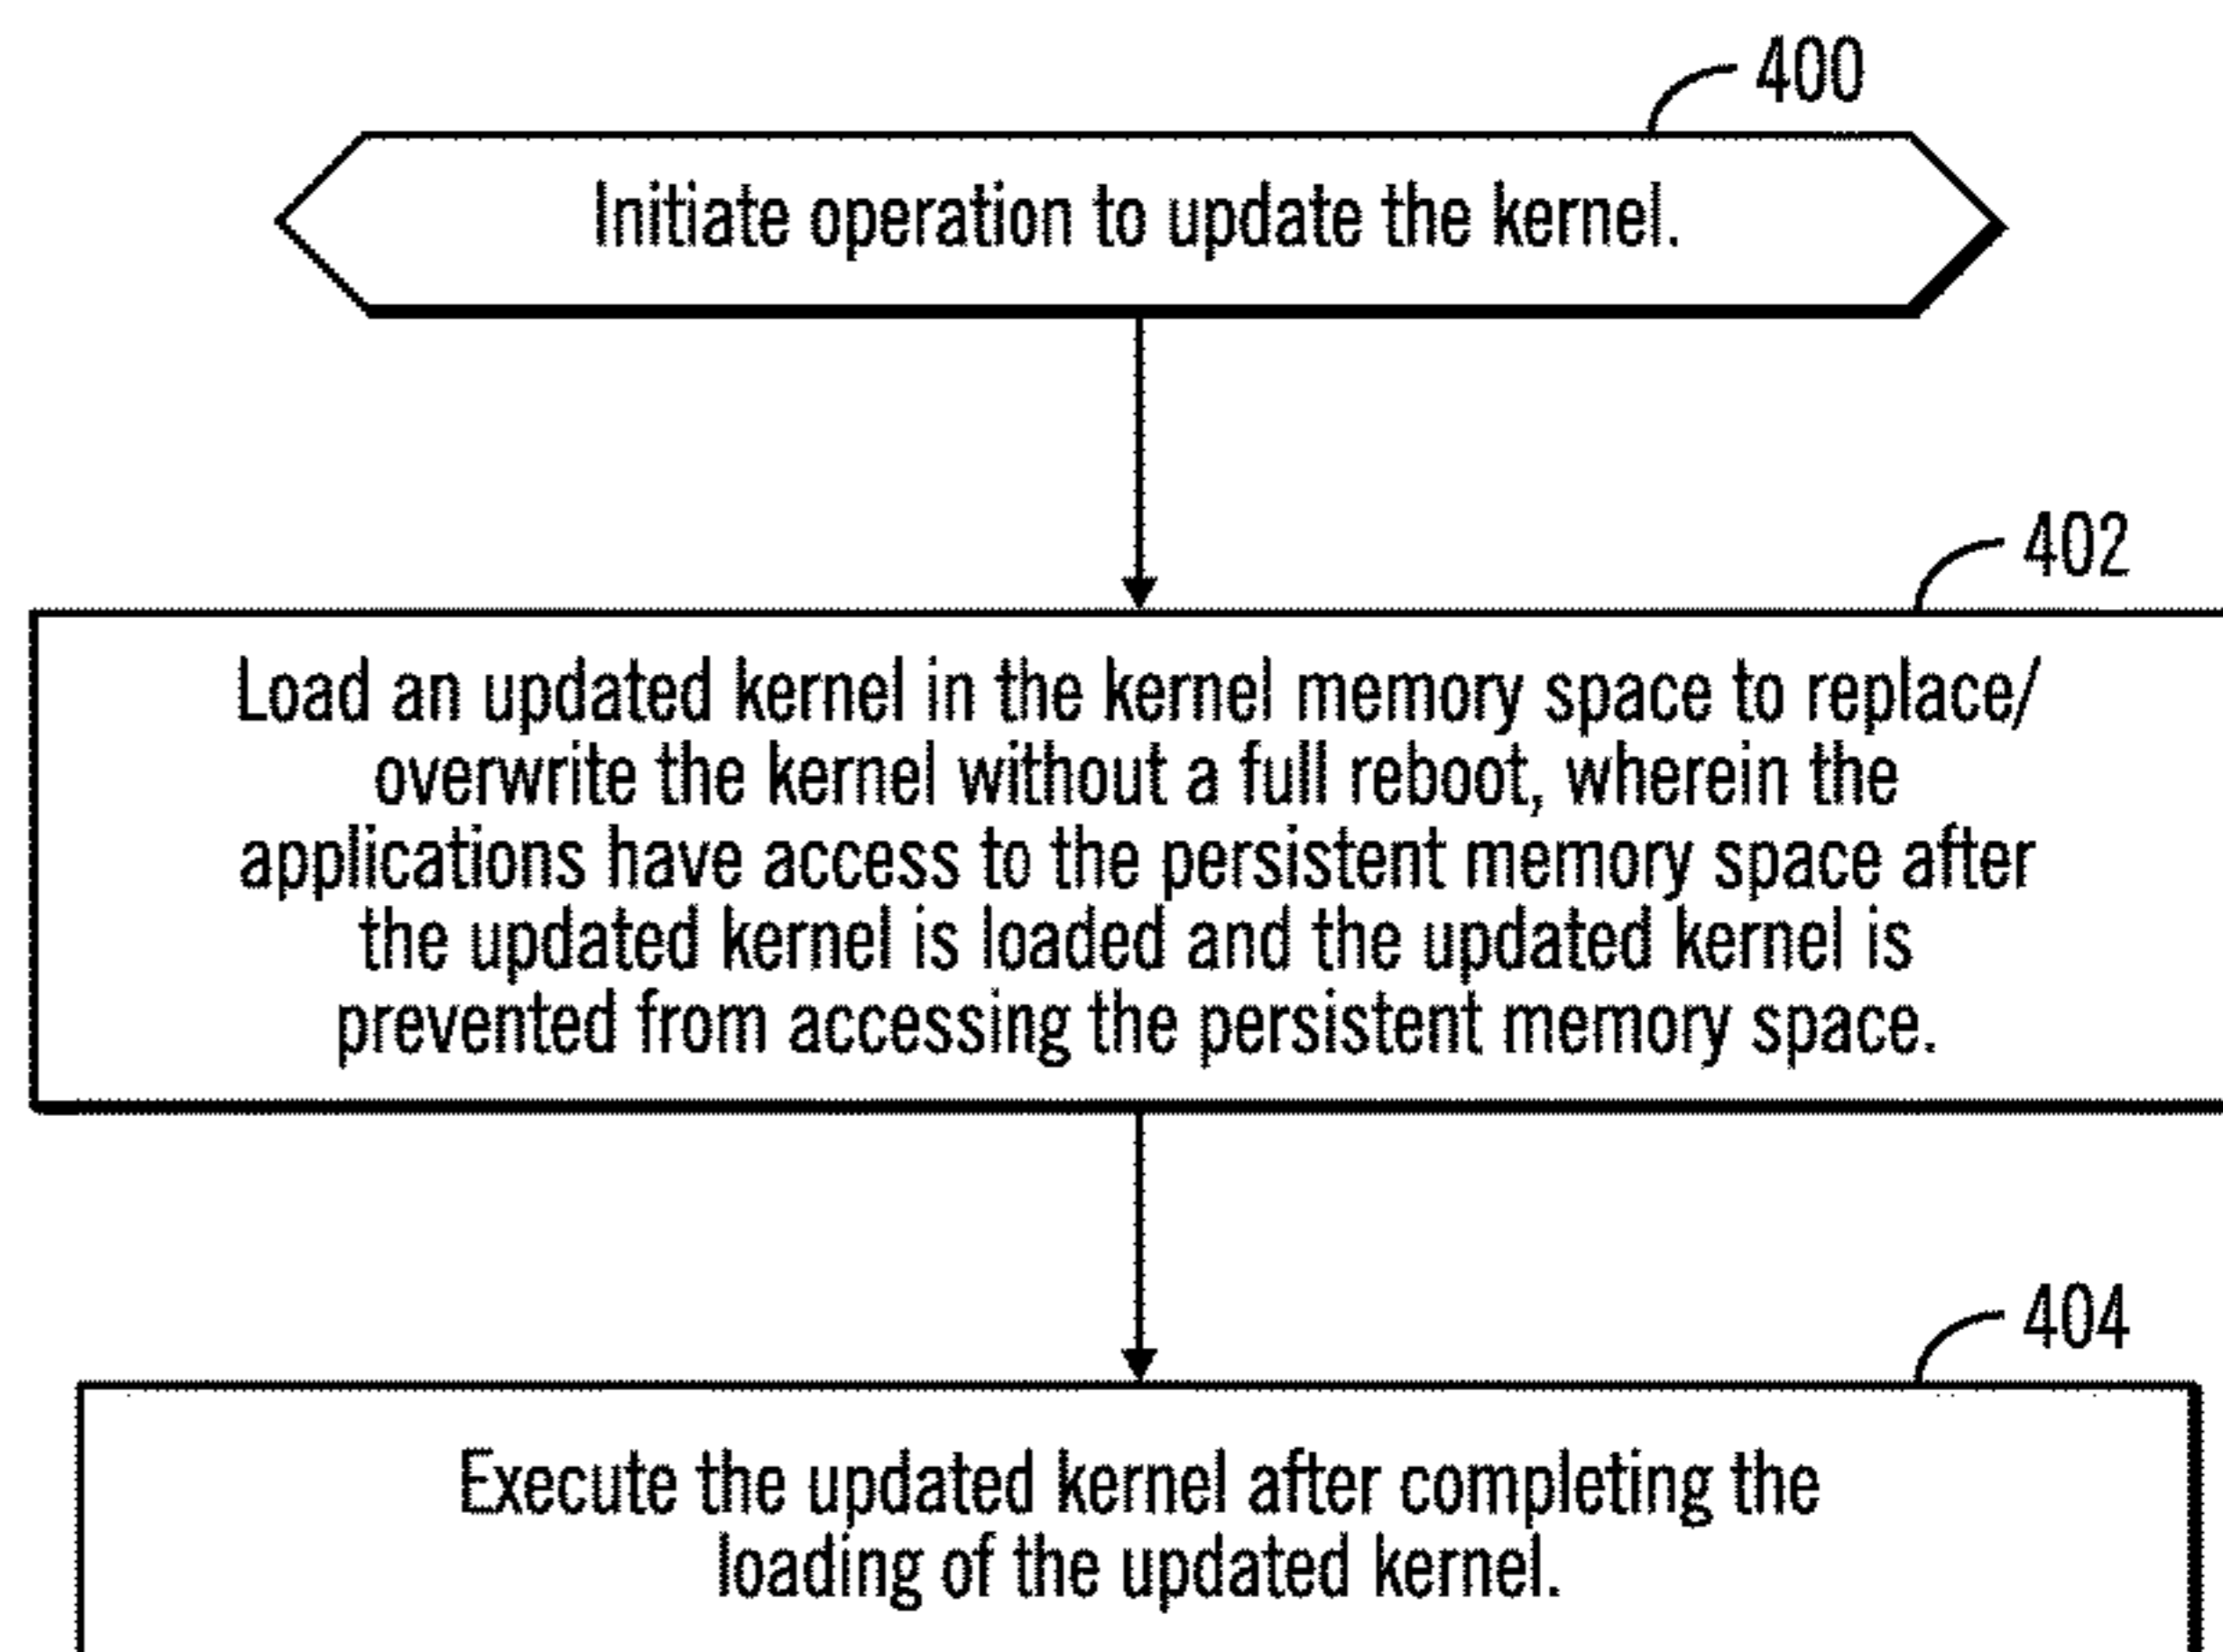 400
Initiate operation to update the kernel.
402
Load an updated kernel in the kernel memory space to replace/
overwrite the kernel without a full reboot, wherein the
applications have access to the persistent memory space after
the updated kernel is loaded and the updated kernel is
prevented from accessing the persistent memory space.
404
Execute the updated kernel after completing the
loading of the updated kernel.